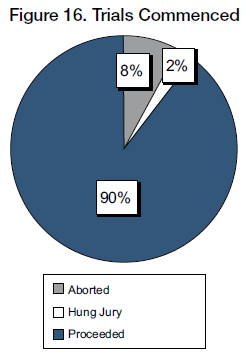 Figure 16. Trials Commenced
8%
2%
90%
Aborted
Hung Jury
Proceeded